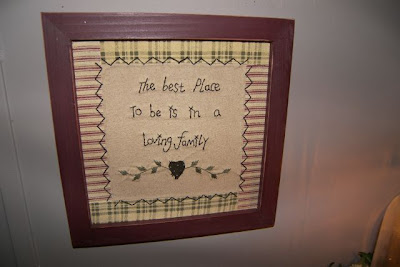 The best Place
To be is in a
Loving family